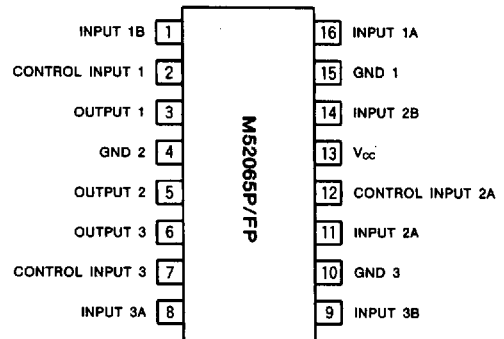 INPUT 1B 1 16 INPUT 1A
CONTROL INPUT 1 2 15 GND 1
OUTPUT 1 3 14 INPUT 2B
GND 2 4 13 Vcc
OUTPUT 2 5 12 CONTROL INPUT 2A
OUTPUT 3 6 11 INPUT 2A
CONTROL INPUT 3 7 10 GND 3
INPUT 3A 8 9 INPUT 3B
M52065P/FP